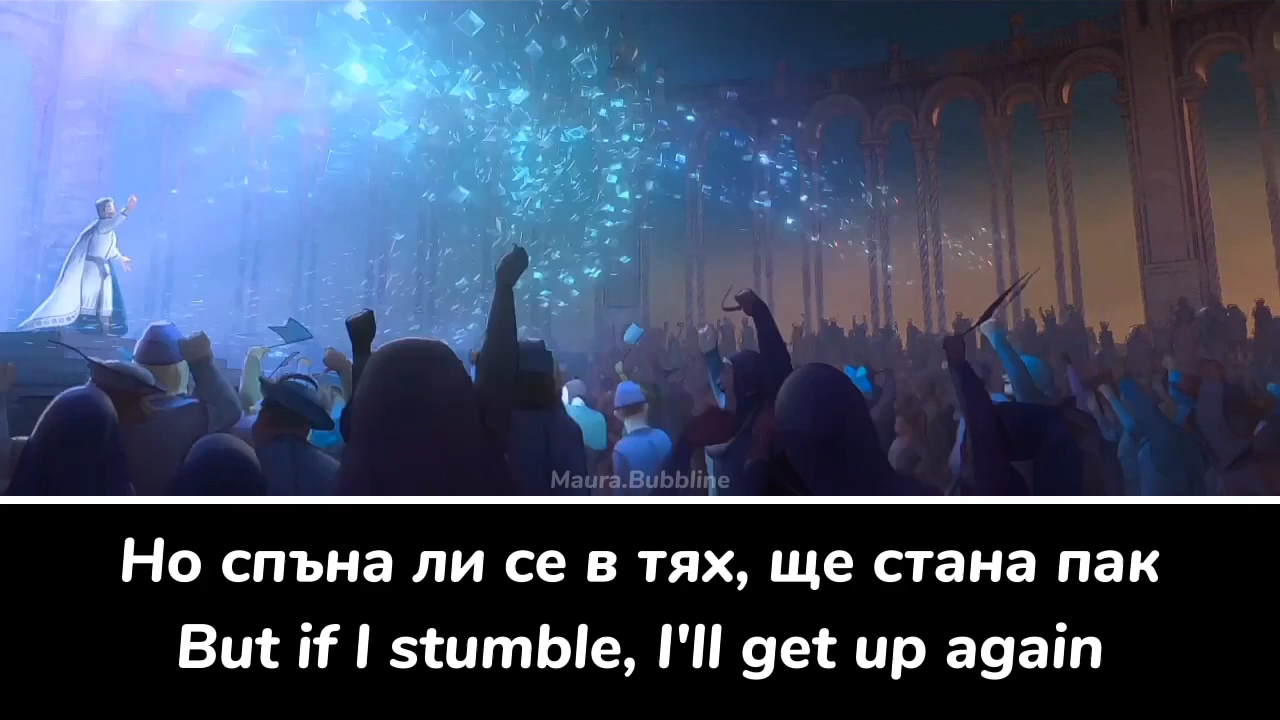 Maura.Bubbline
Но спъна ли се в тях, ще стана пак
But if I stumble, I'll get up again